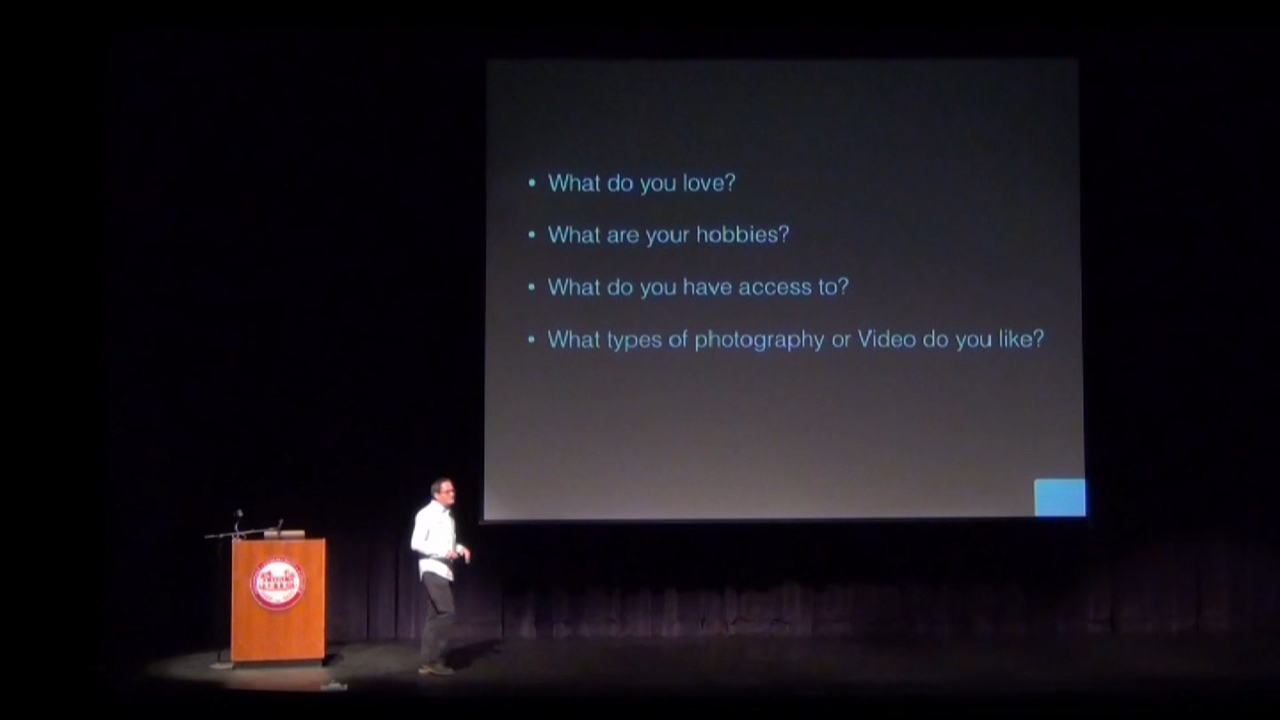 • What do you love?
• What are your hobbies?
• What do you have access to?
• What types of photography or Video do you like?